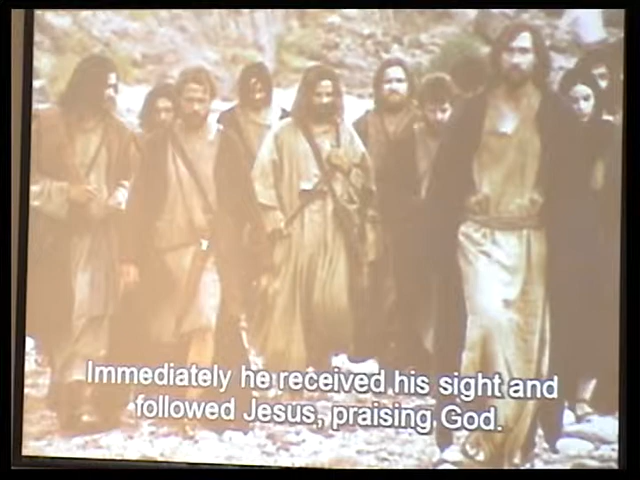 Immediately he received his sight and
followed Jesus, praising God.